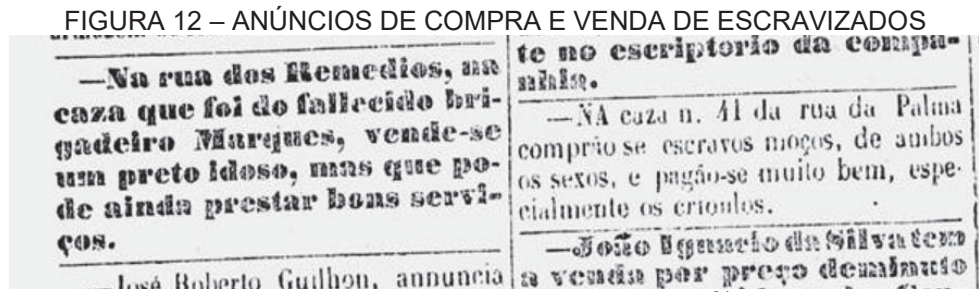 FIGURA 12 – ANÚNCIOS DE COMPRA E VENDA DE ESCRAVIZADOS
—Na rua dos Remedios, na
caza que foi do fallecido bri-
gadeiro Marques, vende-se
um preto idoso, mas que po-
de ainda prestar bons servi-
ços.
—José Roberto Guilhon, annuncia
te no escriptorio da compa-
nhia.
—NA caza n. 41 da rua da Palma
comprão se escravos moços, de ambos
os sexos, e pagão-se muito bem, espe-
cialmente os crioulos.
—João Ignacio da Silva tem
a venda por preço deminuto